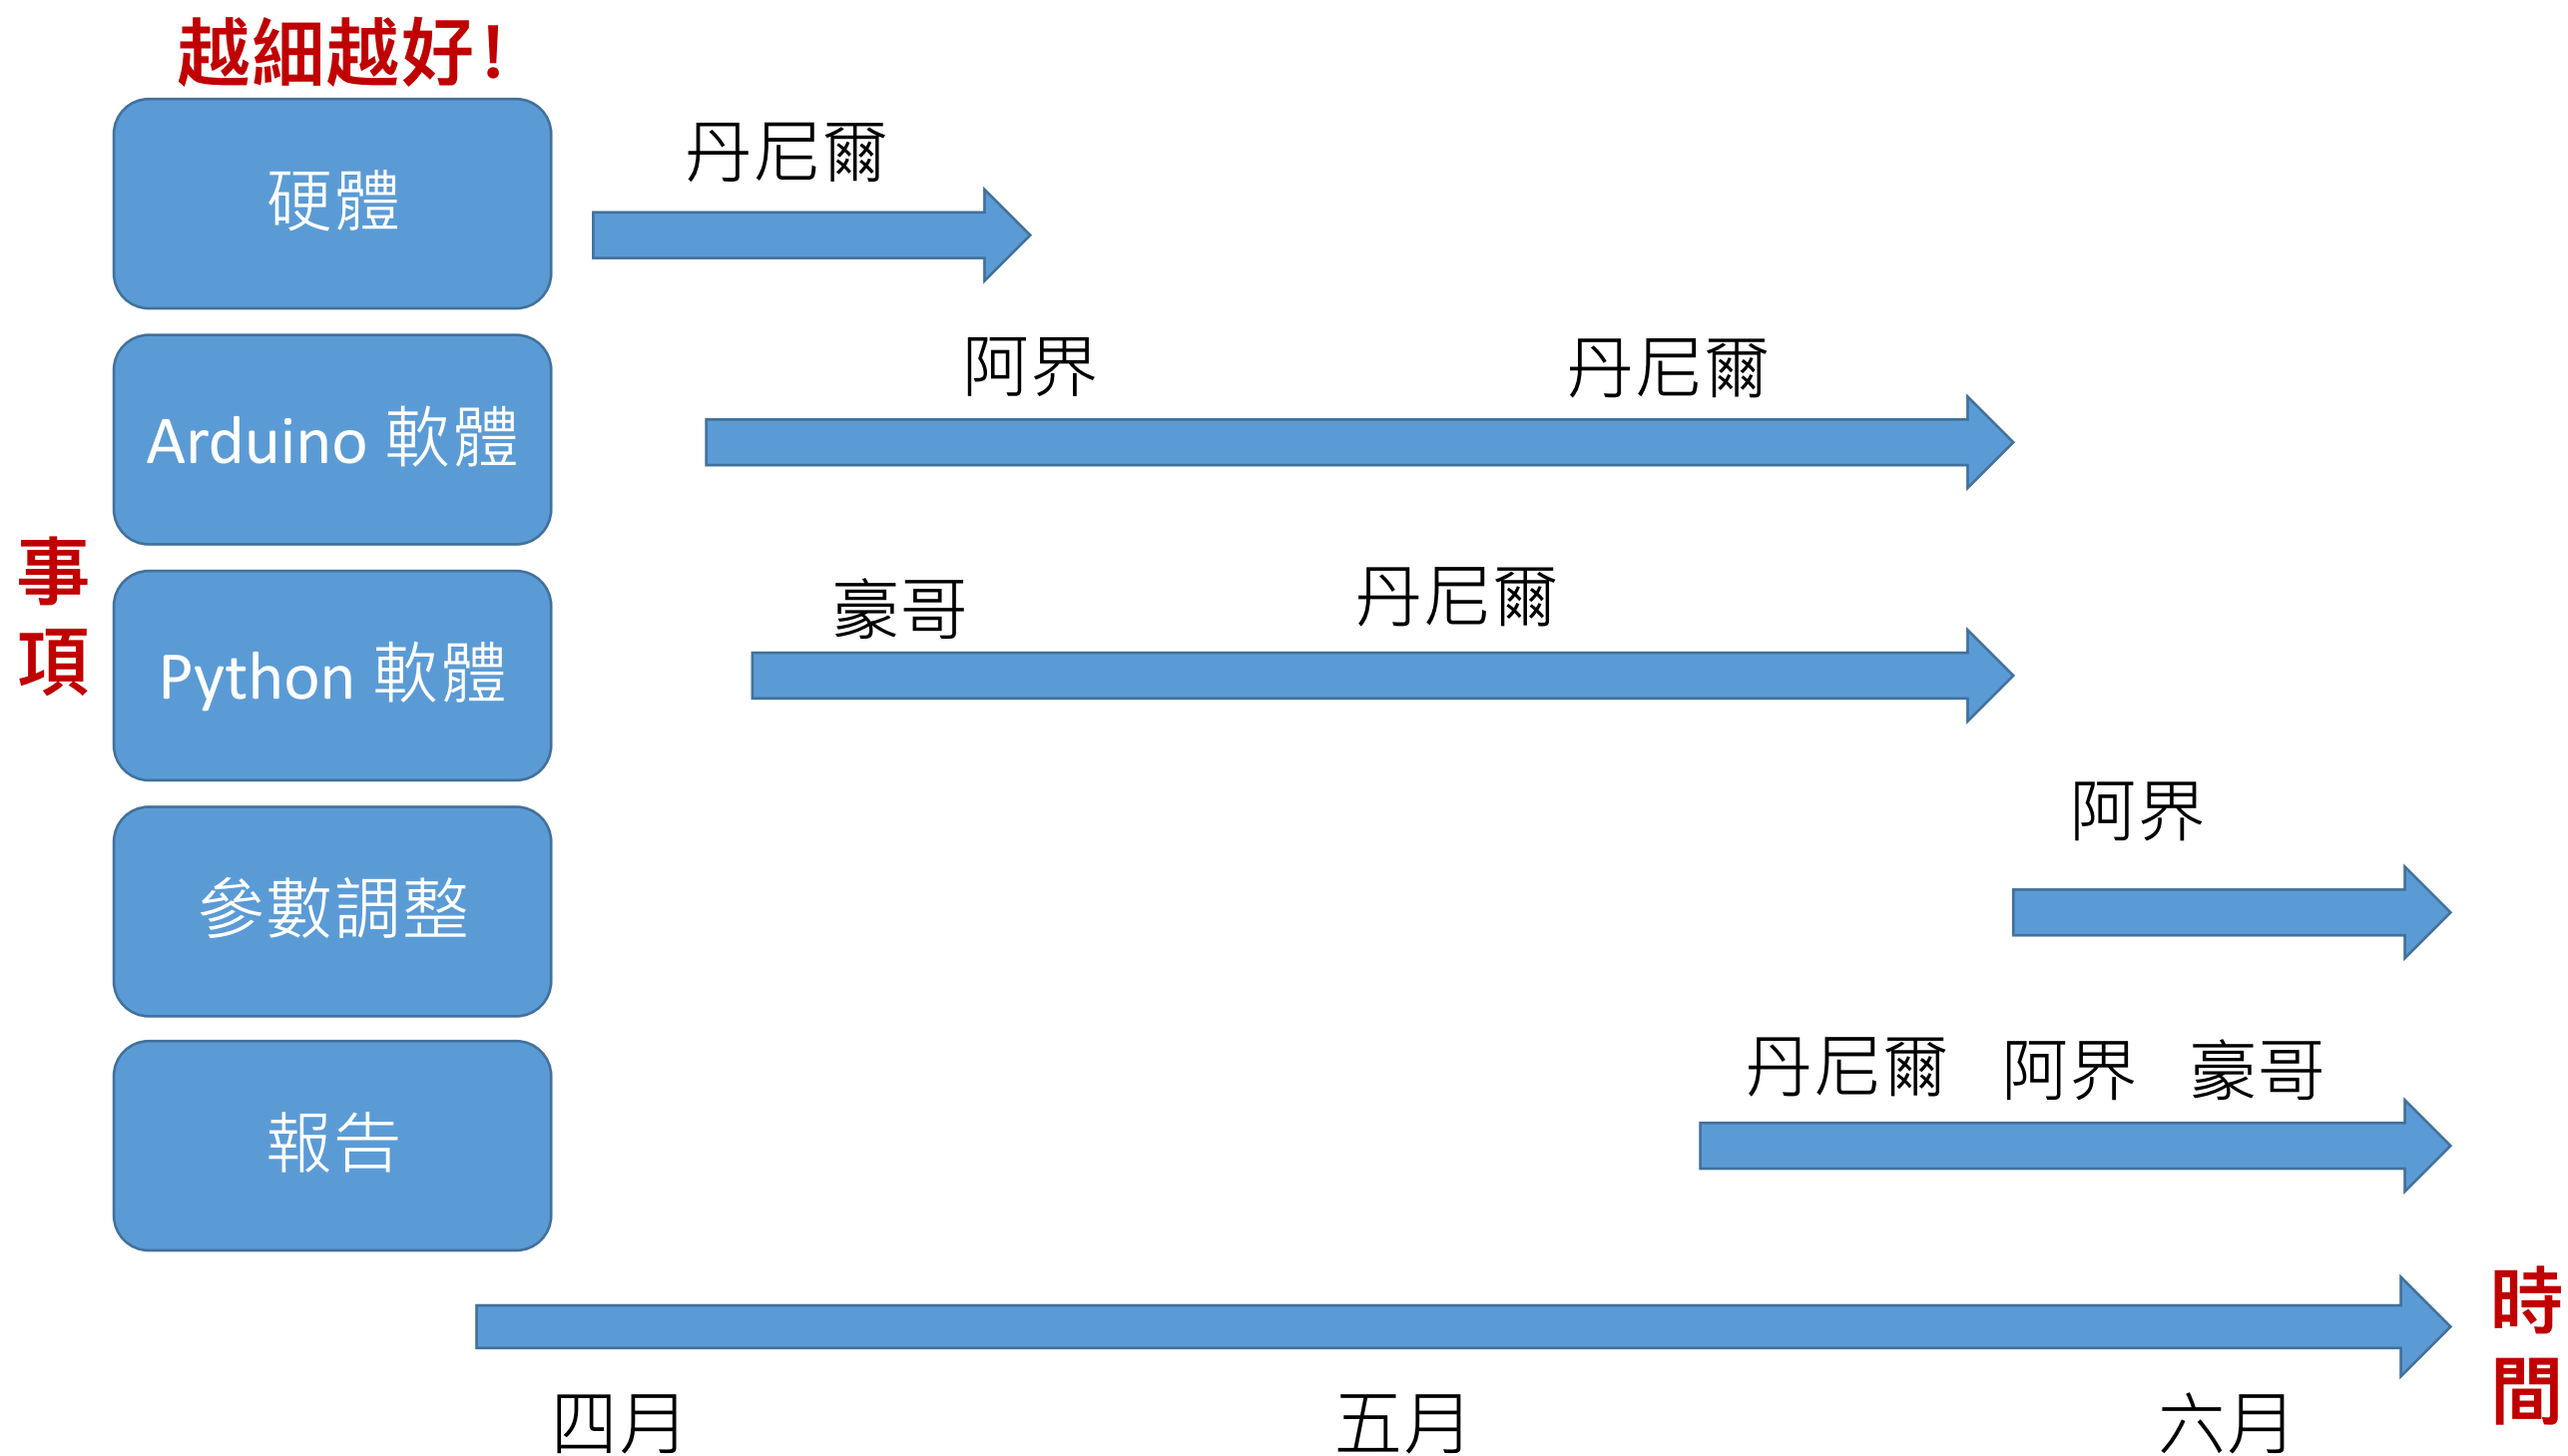 越細越好!
硬體
丹尼爾
Arduino 軟體
阿界
丹尼爾
事項
Python 軟體
豪哥
丹尼爾
參數調整
阿界
報告
丹尼爾
阿界
豪哥
時間
四月
五月
六月